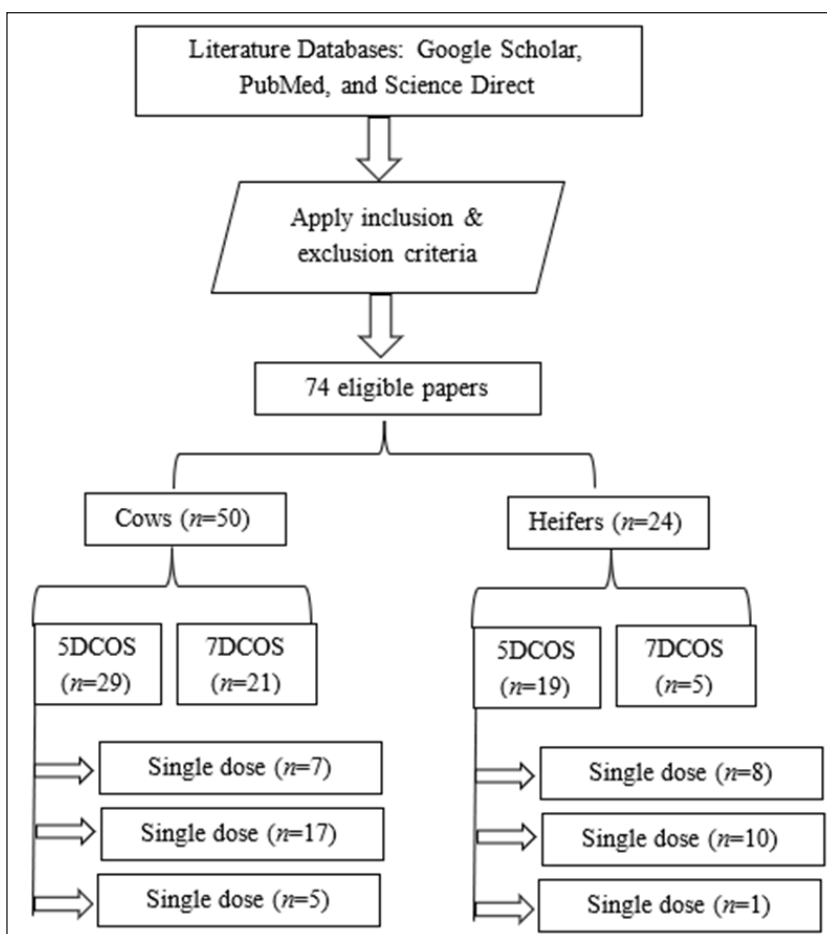 Literature Databases: Google Scholar,
PubMed, and Science Direct
Apply inclusion &
exclusion criteria
74 eligible papers
Cows (n=50)
Heifers (n=24)
5DCOS
(n=29)
7DCOS
(n=21)
5DCOS
(n=19)
7DCOS
(n=5)
Single dose (n=7)
Single dose (n=17)
Single dose (n=5)
Single dose (n=8)
Single dose (n=10)
Single dose (n=1)